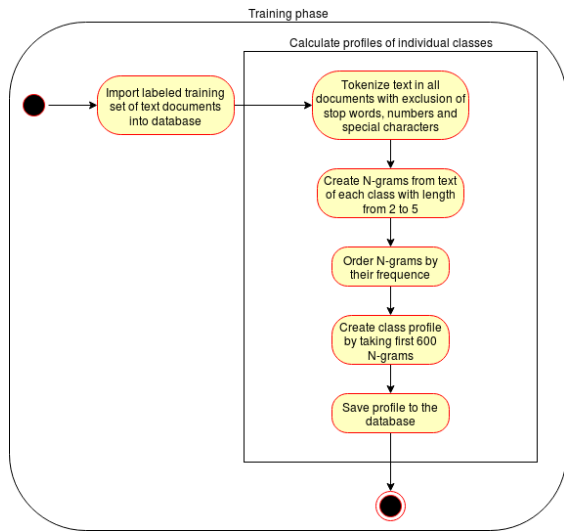 Training phase
Calculate profiles of individual classes
Import labeled training
set of text documents
into database
Tokenize text in all
documents with exclusion of
stop words, numbers and
special characters
Create N-grams from text
of each class with length
from 2 to 5
Order N-grams by
their frequence
Create class profile
by taking first 600
N-grams
Save profile to the
database